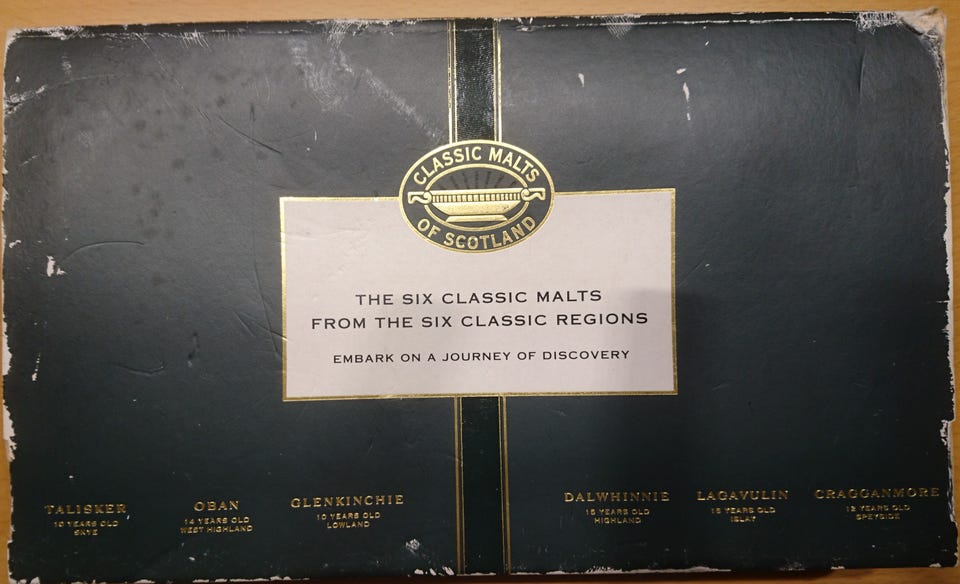 CLASSIC MALTS
OF SCOTLAND
THE SIX CLASSIC MALTS
FROM THE SIX CLASSIC REGIONS
EMBARK ON A JOURNEY OF DISCOVERY
TALISKER
10 YEARS OLD
SKYE
OBAN
14 YEARS OLD
WEST HIGHLAND
GLENKINCHIE
10 YEARS OLD
LOWLAND
DALWHINNIE
15 YEARS OLD
HIGHLAND
LAGAVULIN
16 YEARS OLD
ISLAY
CRAGGANMORE
12 YEARS OLD
SPEYSIDE